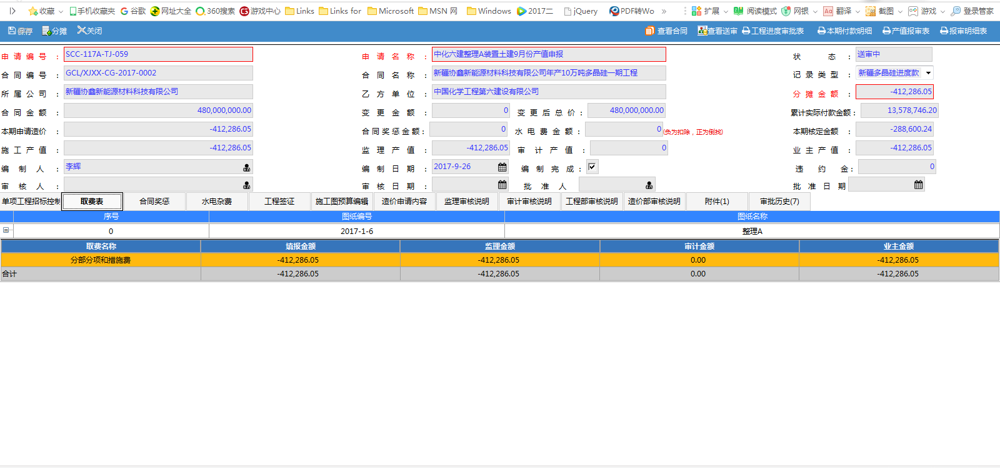 收藏 手机收藏夹 谷歌 网址大全 360搜索 游戏中心 Links Links for Microsoft MSN 网 Windows 2017二 jQuery PDF转Wo » 扩展 阅读模式 网银 翻译 截图 游戏 登录管家
保存 分摊 关闭 查看合同 查看送审 工程进度审批表 本期付款明细 产值报审表 报审明细表
申请编号: SCC-117A-TJ-059 申请名称: 中化六建整理A装置土建9月份产值申报 状态: 送审中
合同编号: GCL/XJXX-CG-2017-0002 合同名称: 新疆协鑫新能源材料科技有限公司年产10万吨多晶硅一期工程 记录类型: 新疆多晶硅进度款
所属公司: 新疆协鑫新能源材料科技有限公司 乙方单位: 中国化学工程第六建设有限公司 分摊金额: -412,286.05
合同金额: 480,000,000.00 变更金额: 0 变更后总价: 480,000,000.00 累计实际付款金额: 13,578,746.20
本期申请造价: -412,286.05 合同奖惩金额: 0 水电费金额: 0 (负为扣除，正为倒找) 本期核定金额: -288,600.24
施工产值: -412,286.05 监理产值: -412,286.05 审计产值: 0 业主产值: -412,286.05
编制人: 李辉 编制日期: 2017-9-26 编制完成: 违约金: 0
审核人: 审核日期: 批准人 批准日期
单项工程招标控制 取费表 合同奖惩 水电杂费 工程签证 施工图预算编辑 造价申请内容 监理审核说明 审计审核说明 工程部审核说明 造价部审核说明 附件(1) 审批历史(7)
序号 图纸编号 图纸名称
0 2017-1-6 整理A
取费名称 填报金额 监理金额 审计金额 业主金额
分部分项和措施费 -412,286.05 -412,286.05 0.00 -412,286.05
合计 -412,286.05 -412,286.05 0.00 -412,286.05